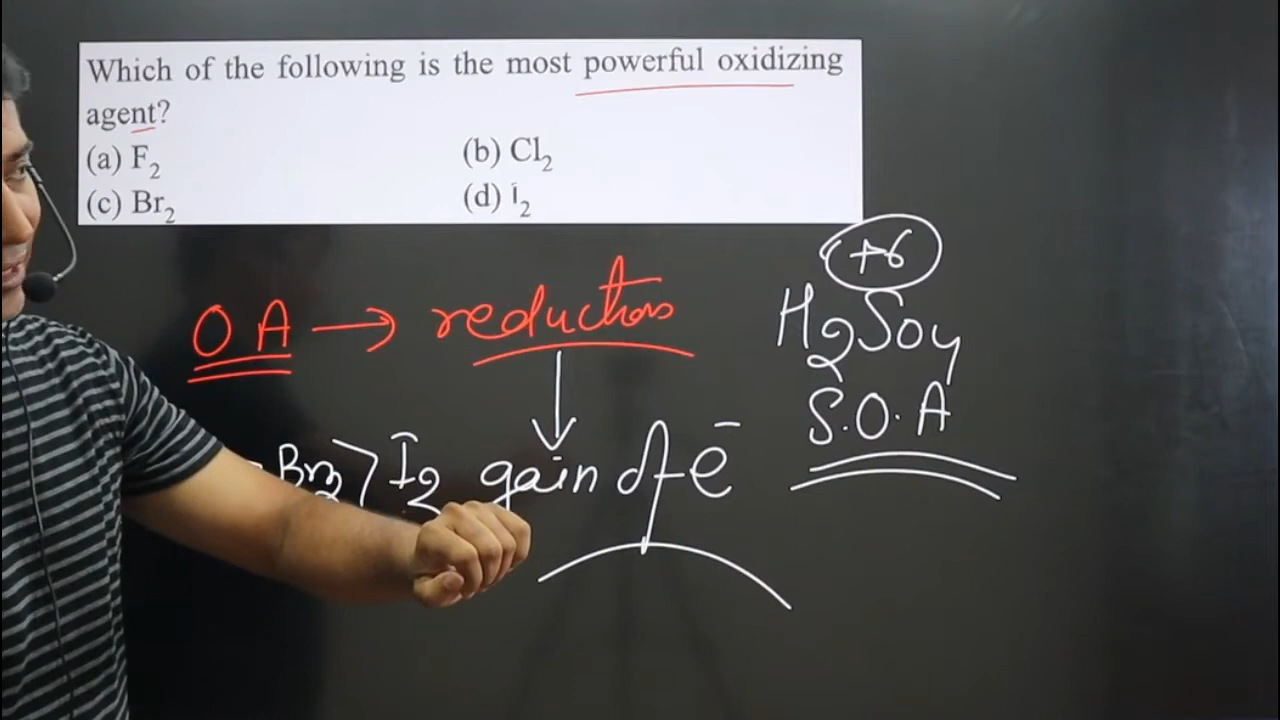 Which of the following is the most powerful oxidizing
agent?
(a) F₂ (b) Cl₂
(c) Br₂ (d) I₂
+6
H₂SO₄
S.O.A
OA → reduction
Br₂ > I₂ gain of e⁻